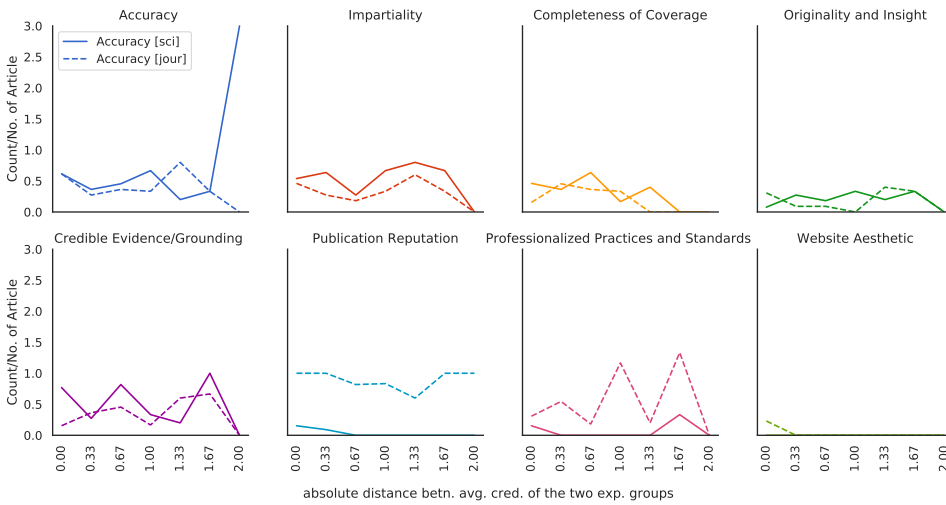 Accuracy
Impartiality
Completeness of Coverage
Originality and Insight
Count/No. of Article
3.0
2.5
2.0
1.5
1.0
0.5
0.0
Accuracy [sci]
Accuracy [jour]
Credible Evidence/Grounding
Publication Reputation
Professionalized Practices and Standards
Website Aesthetic
Count/No. of Article
3.0
2.5
2.0
1.5
1.0
0.5
0.0
0.00 0.33 0.67 1.00 1.33 1.67 2.00
0.00 0.33 0.67 1.00 1.33 1.67 2.00
0.00 0.33 0.67 1.00 1.33 1.67 2.00
0.00 0.33 0.67 1.00 1.33 1.67 2.00
absolute distance betn. avg. cred. of the two exp. groups